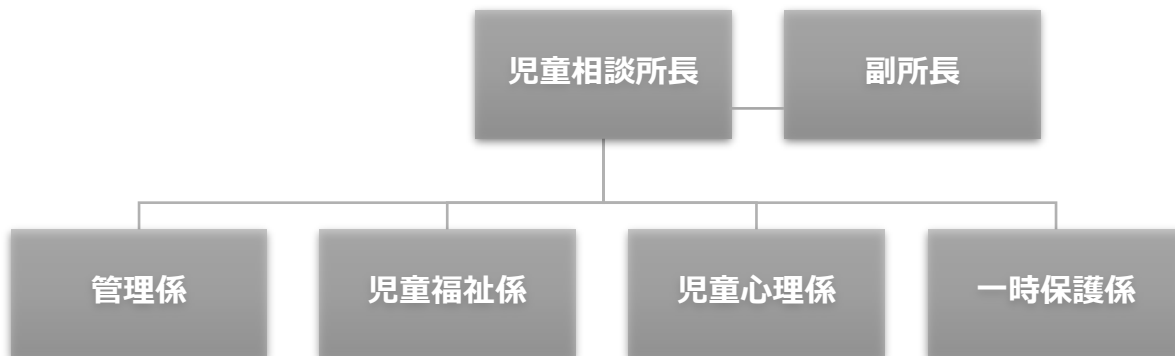 児童相談所長
副所長
管理係
児童福祉係
児童心理係
一時保護係